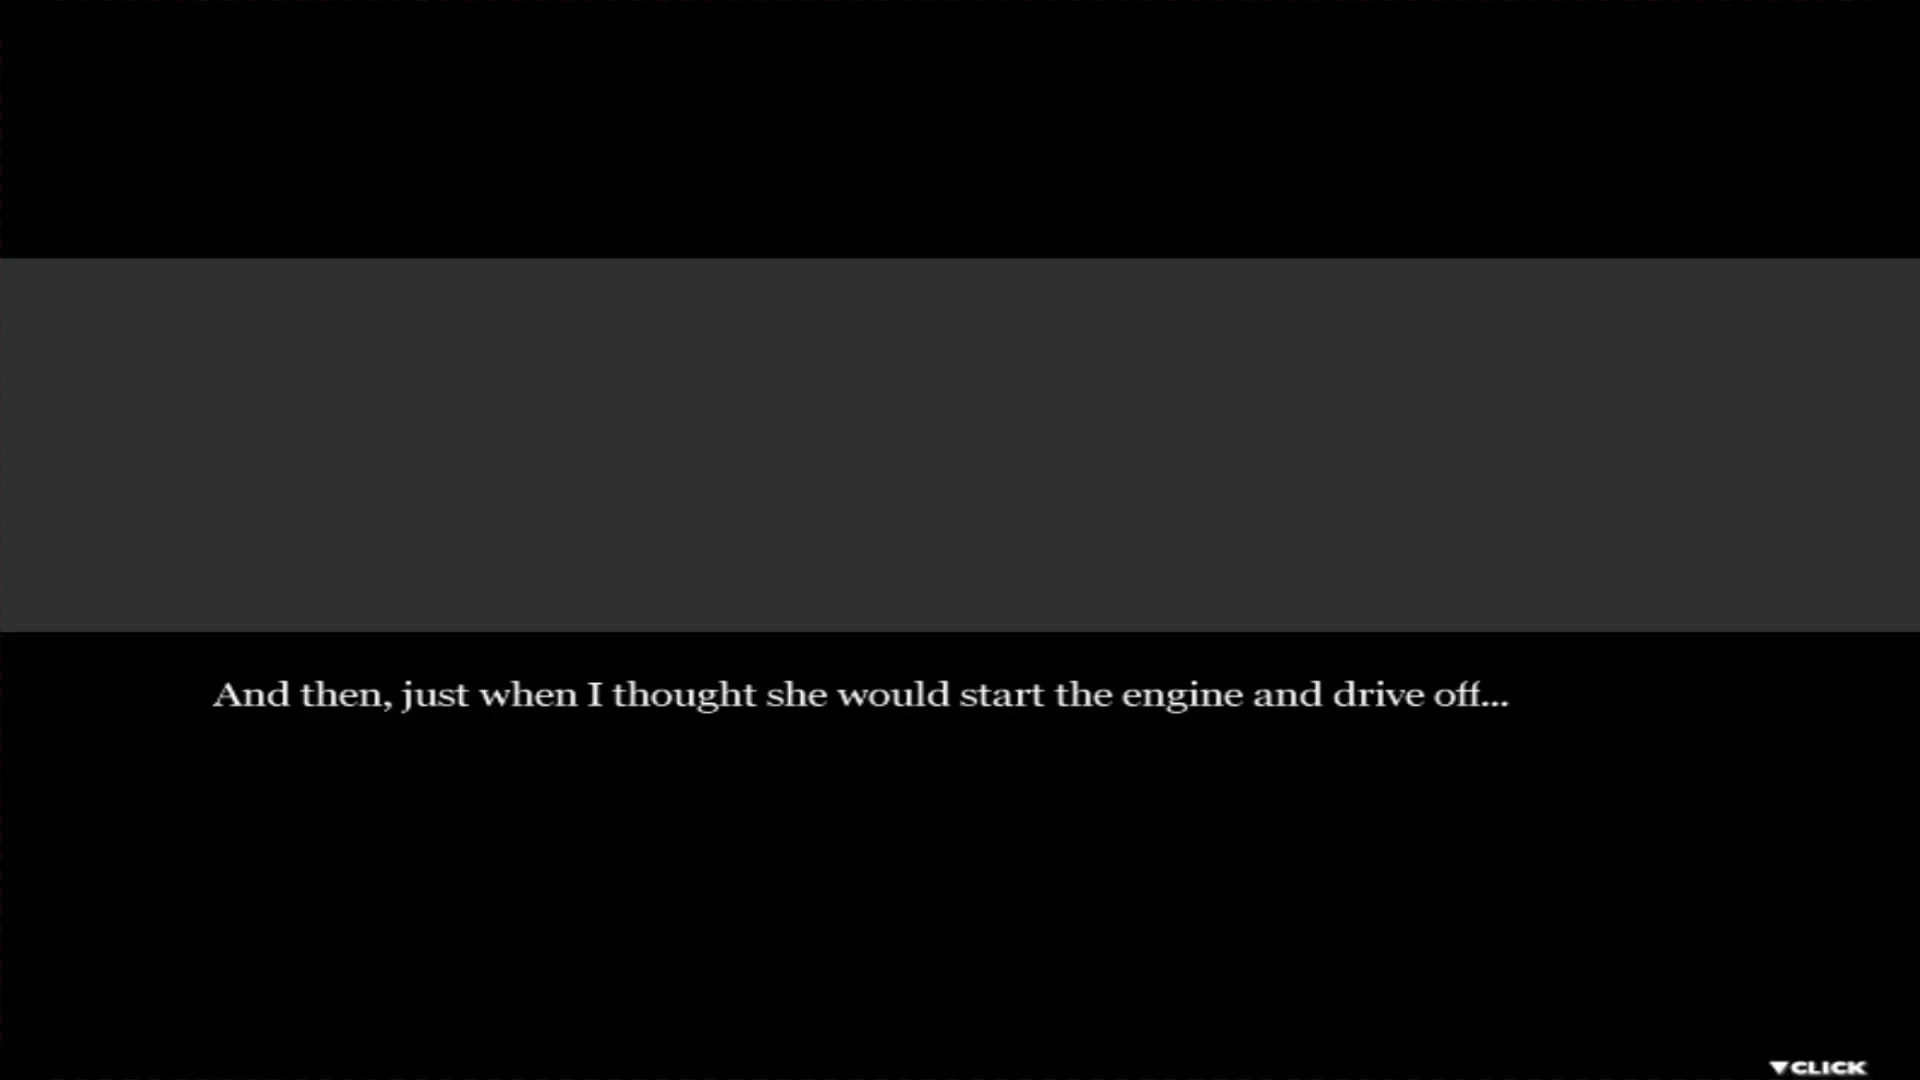 And then, just when I thought she would start the engine and drive off...
▼CLICK